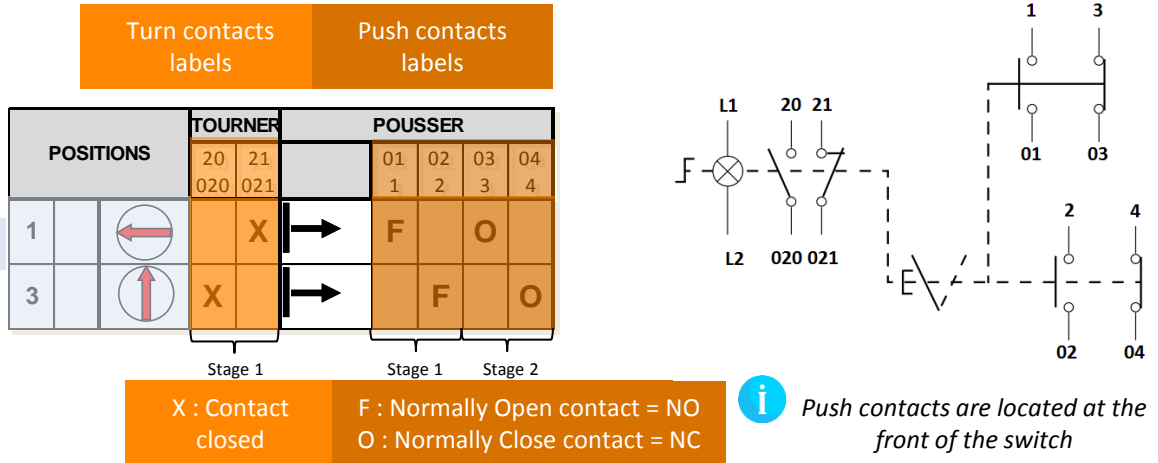 Turn contacts
labels
Push contacts
labels
POSITIONS
TOURNER
POUSSER
20
020
21
021
01
1
02
2
03
3
04
4
1
X
F
O
3
X
F
O
Stage 1
Stage 1
Stage 2
X : Contact
closed
F : Normally Open contact = NO
O : Normally Close contact = NC
L1
20
21
L2
020
021
1
3
01
03
2
4
02
04
i
Push contacts are located at the
front of the switch